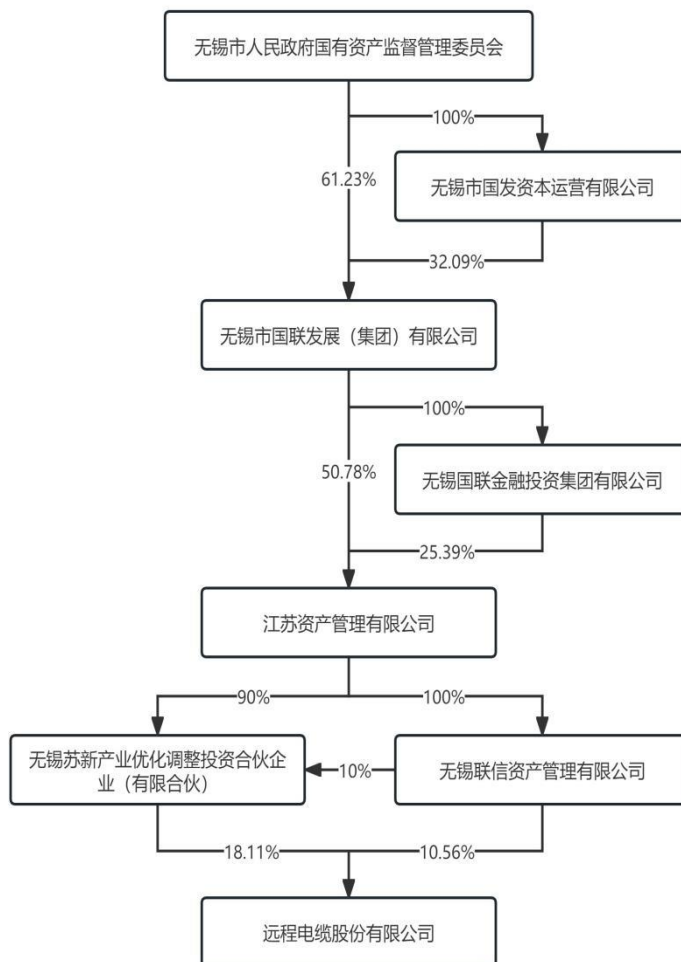 无锡市人民政府国有资产监督管理委员会
100%
61.23%
无锡市国发资本运营有限公司
32.09%
无锡市国联发展（集团）有限公司
100%
50.78%
无锡国联金融投资集团有限公司
25.39%
江苏资产管理有限公司
90%
100%
无锡苏新产业优化调整投资合伙企
业（有限合伙）
10%
无锡联信资产管理有限公司
18.11%
10.56%
远程电缆股份有限公司